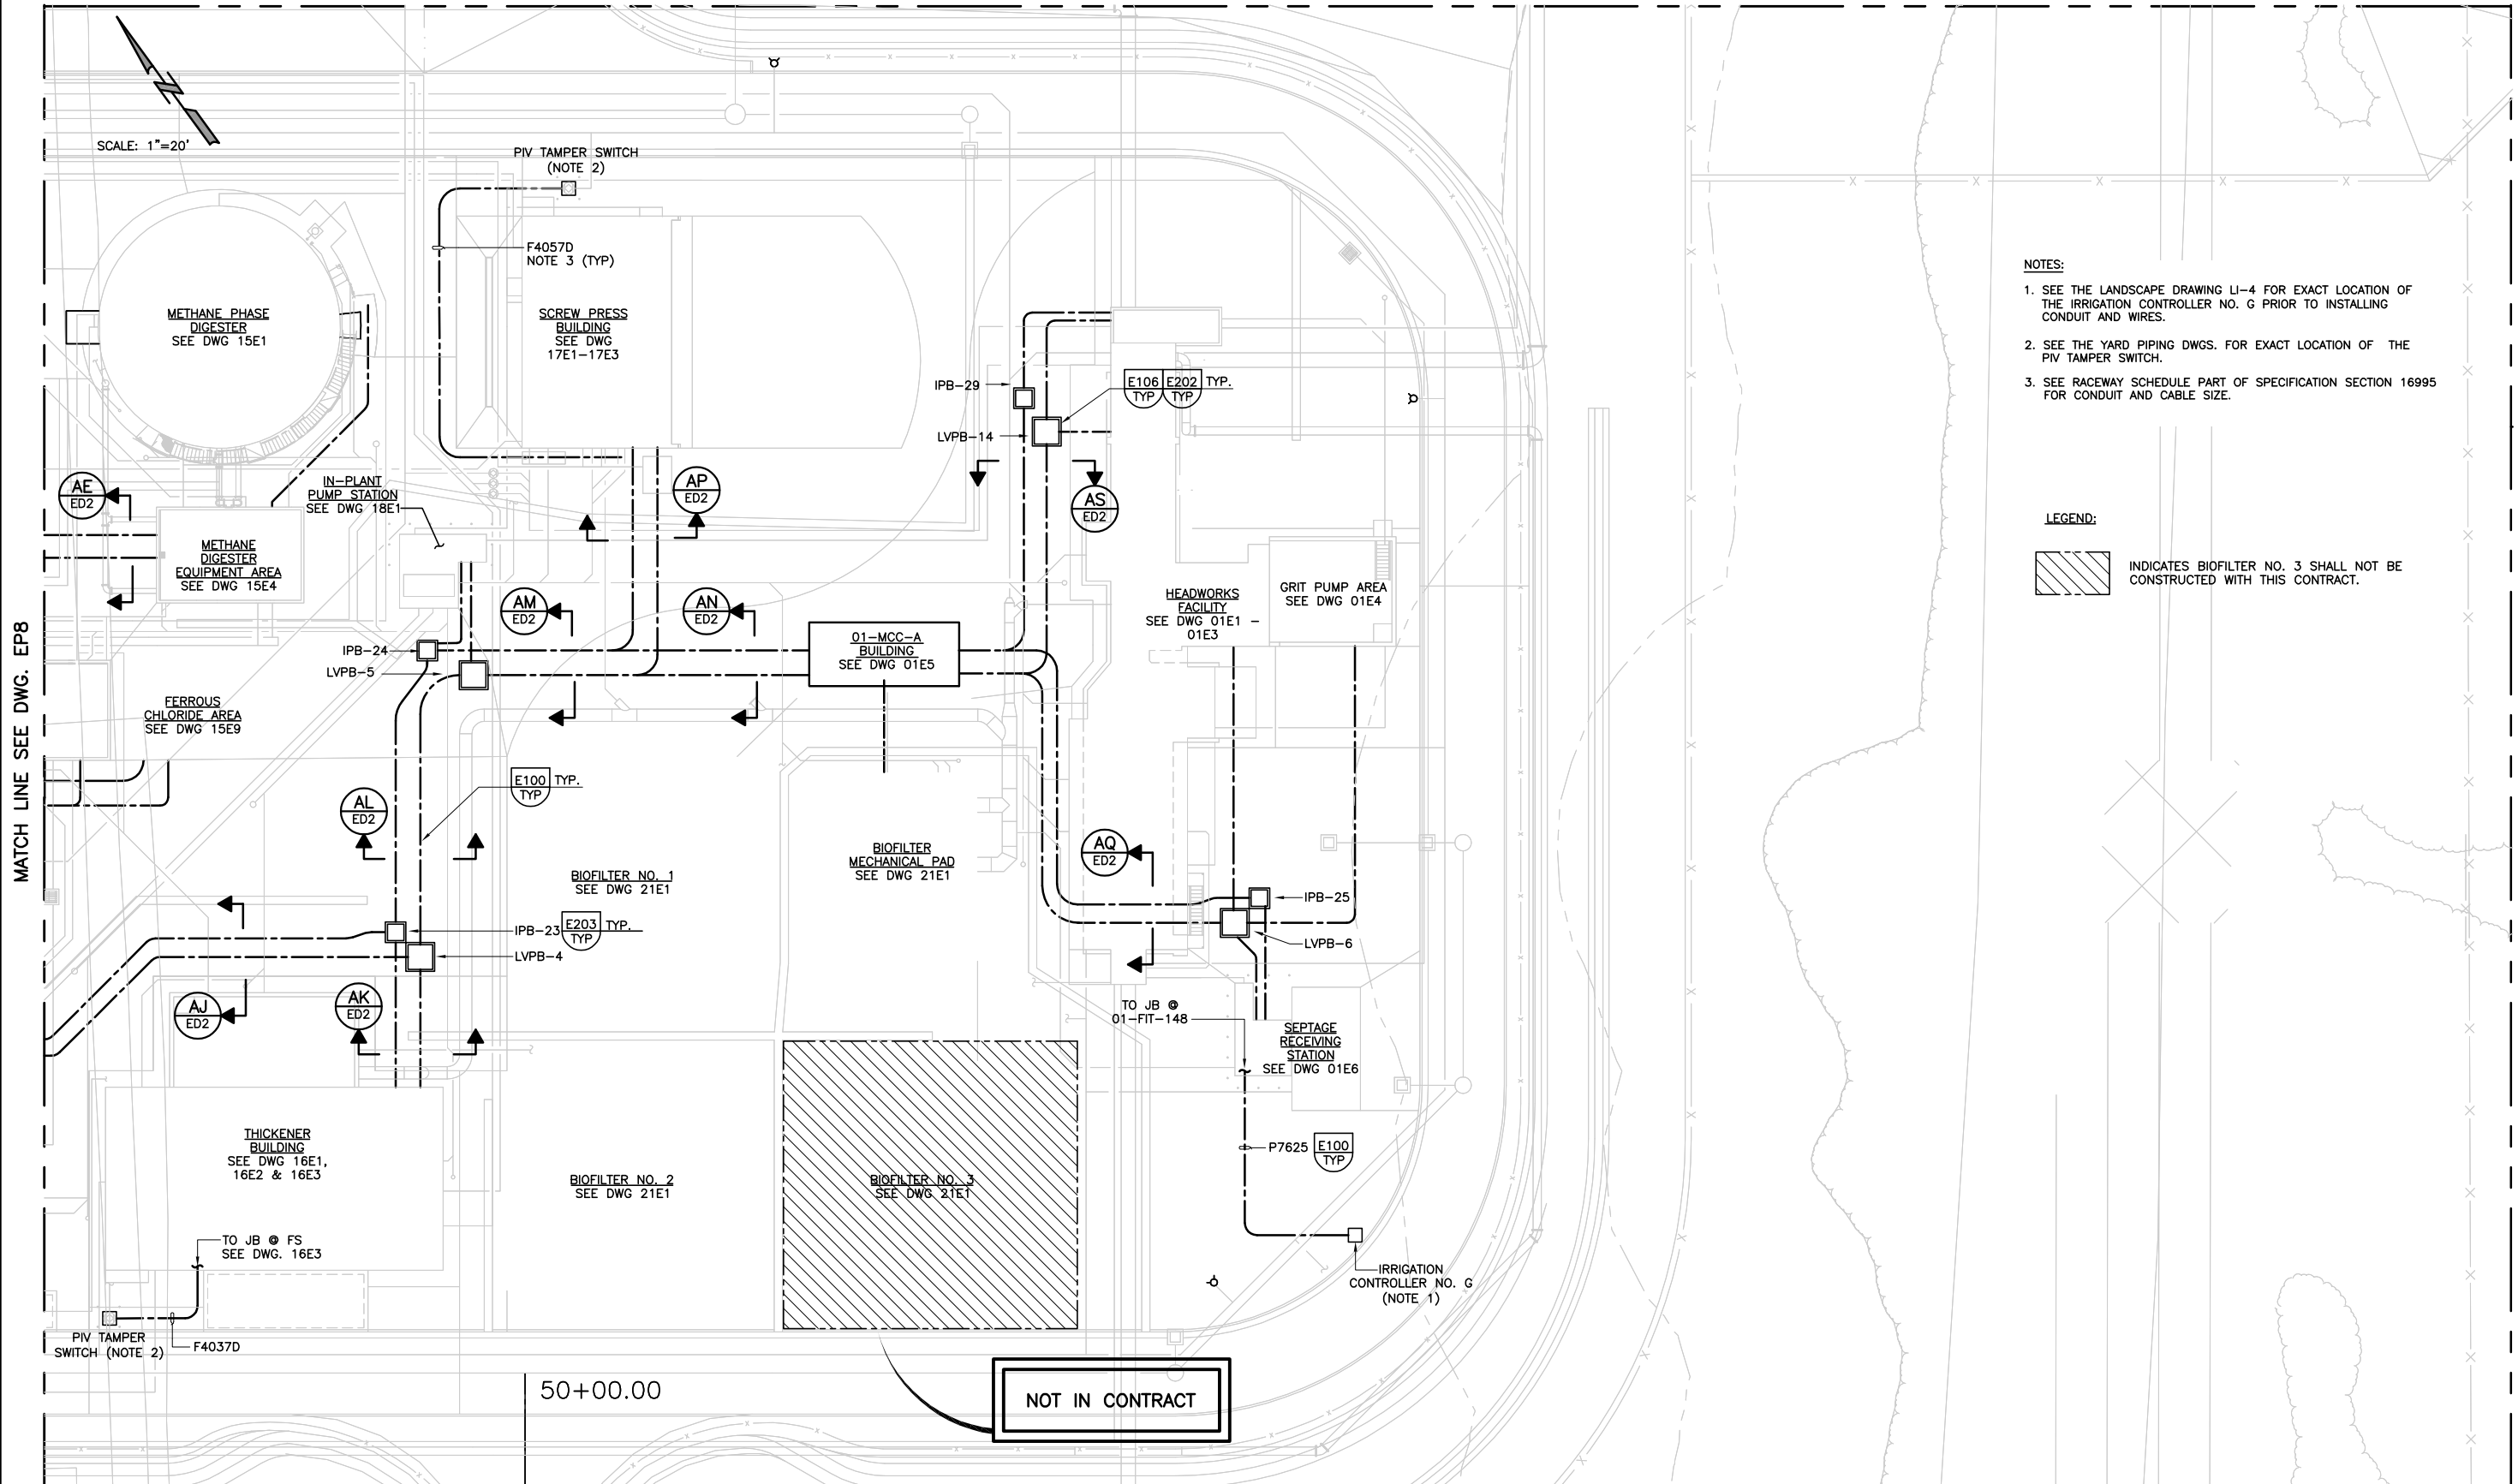 SCALE: 1"=20'
PIV TAMPER SWITCH
(NOTE 2)
F4057D
NOTE 3 (TYP)
METHANE PHASE
DIGESTER
SEE DWG 15E1
SCREW PRESS
BUILDING
SEE DWG
17E1-17E3
IPB-29
E106
TYP
E202
TYP
TYP.
LVPB-14
NOTES:
1. SEE THE LANDSCAPE DRAWING LI-4 FOR EXACT LOCATION OF
THE IRRIGATION CONTROLLER NO. G PRIOR TO INSTALLING
CONDUIT AND WIRES.
2. SEE THE YARD PIPING DWGS. FOR EXACT LOCATION OF THE
PIV TAMPER SWITCH.
3. SEE RACEWAY SCHEDULE PART OF SPECIFICATION SECTION 16995
FOR CONDUIT AND CABLE SIZE.
AE
ED2
IN-PLANT
PUMP STATION
SEE DWG 18E1
AP
ED2
AS
ED2
LEGEND:
INDICATES BIOFILTER NO. 3 SHALL NOT BE
CONSTRUCTED WITH THIS CONTRACT.
METHANE
DIGESTER
EQUIPMENT AREA
SEE DWG 15E4
AM
ED2
AN
ED2
HEADWORKS
FACILITY
SEE DWG 01E1 -
01E3
GRIT PUMP AREA
SEE DWG 01E4
01-MCC-A
BUILDING
SEE DWG 01E5
IPB-24
LVPB-5
MATCH LINE SEE DWG. EP8
FERROUS
CHLORIDE AREA
SEE DWG 15E9
E100
TYP
TYP.
AL
ED2
BIOFILTER NO. 1
SEE DWG 21E1
BIOFILTER
MECHANICAL PAD
SEE DWG 21E1
AQ
ED2
IPB-25
LVPB-6
IPB-23
E203
TYP
TYP.
LVPB-4
AJ
ED2
AK
ED2
TO JB @
01-FIT-148
SEPTAGE
RECEIVING
STATION
SEE DWG 01E6
THICKENER
BUILDING
SEE DWG 16E1,
16E2 & 16E3
P7625
E100
TYP
BIOFILTER NO. 2
SEE DWG 21E1
BIOFILTER NO. 3
SEE DWG 21E1
TO JB @ FS
SEE DWG. 16E3
IRRIGATION
CONTROLLER NO. G
(NOTE 1)
PIV TAMPER
SWITCH (NOTE 2)
F4037D
50+00.00
NOT IN CONTRACT